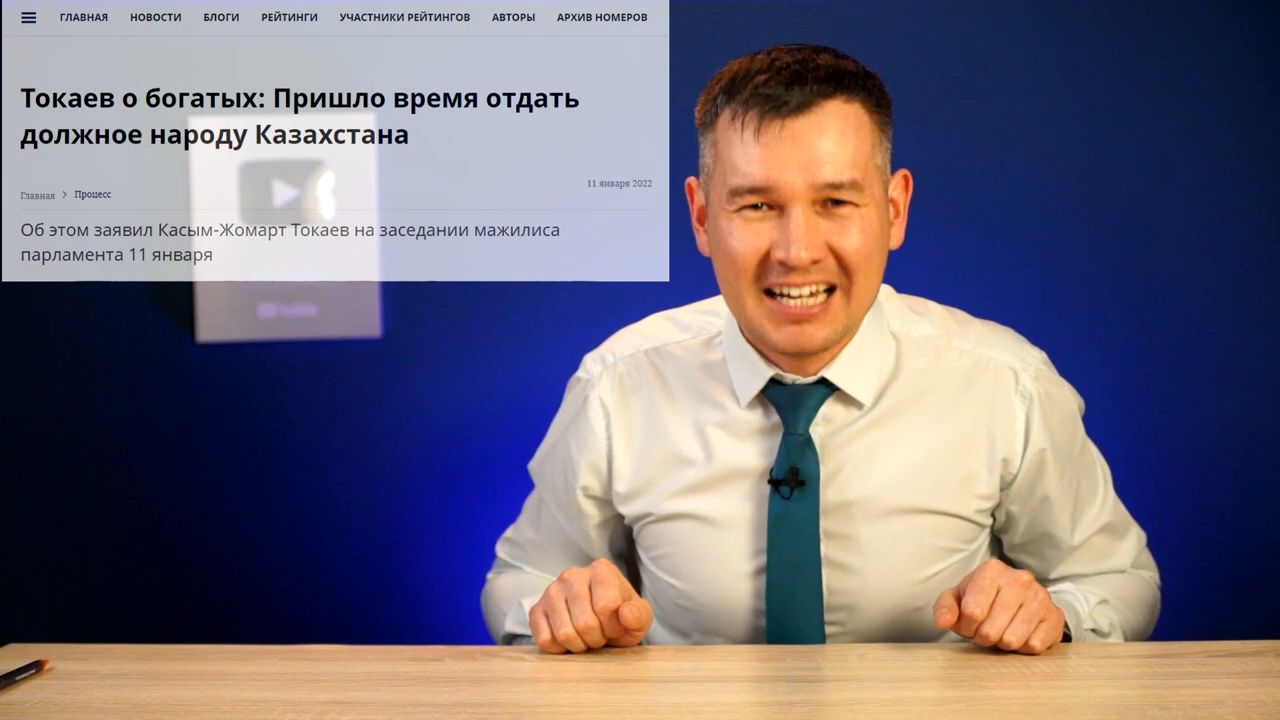 ГЛАВНАЯ НОВОСТИ БЛОГИ РЕЙТИНГИ УЧАСТНИКИ РЕЙТИНГОВ АВТОРЫ АРХИВ НОМЕРОВ
Токаев о богатых: Пришло время отдать
должное народу Казахстана
11 января 2022
Главная > Процесс
Об этом заявил Касым-Жомарт Токаев на заседании мажилиса
парламента 11 января